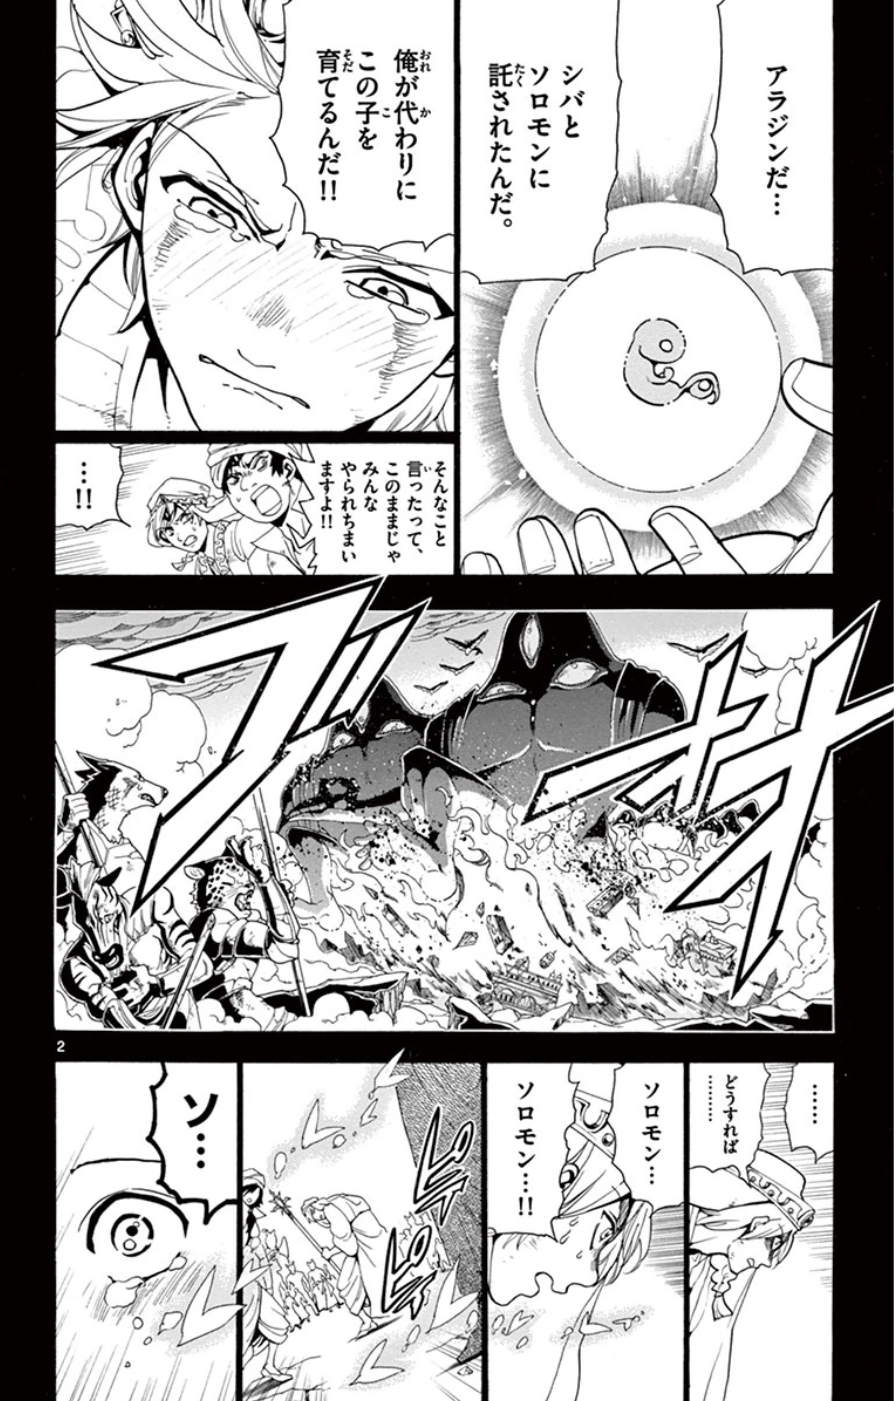 アラジンだ…
シバと
ソロモンに
託されたんだ。
俺が代わりに
この子を
育てるんだ!!
そんなこと
言ったって、
このままじゃ
みんな
やられちまい
ますよ!!
…!!
オオ
ブ
2
……
どうすれば
………
ソロモン…
ソロモン…!!
ピィ
ピィ
ソ…